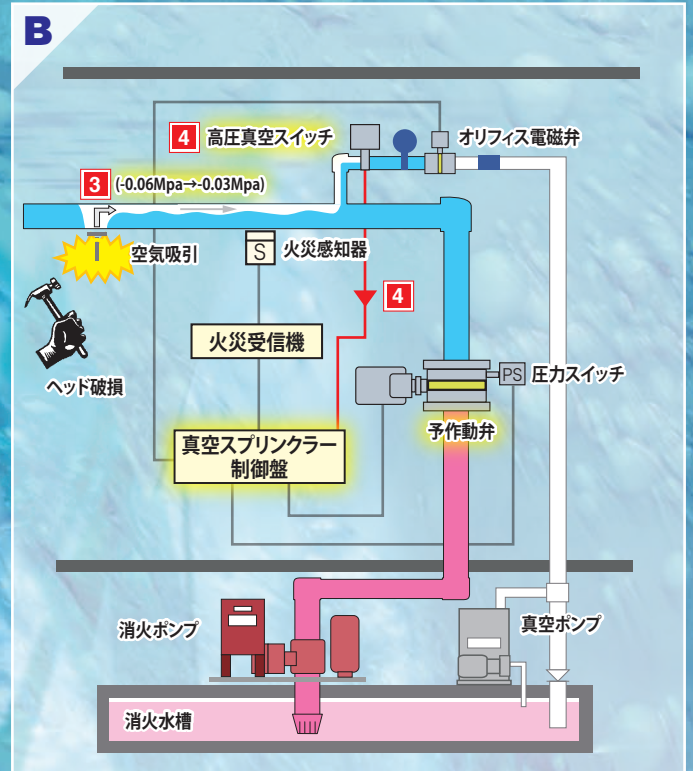 B
4 高圧真空スイッチ
オリフィス電磁弁
3 (-0.06Mpa→-0.03Mpa)
空気吸引
S 火災感知器
4
ヘッド破損
火災受信機
PS 圧力スイッチ
予作動弁
真空スプリンクラー
制御盤
消火ポンプ
真空ポンプ
消火水槽